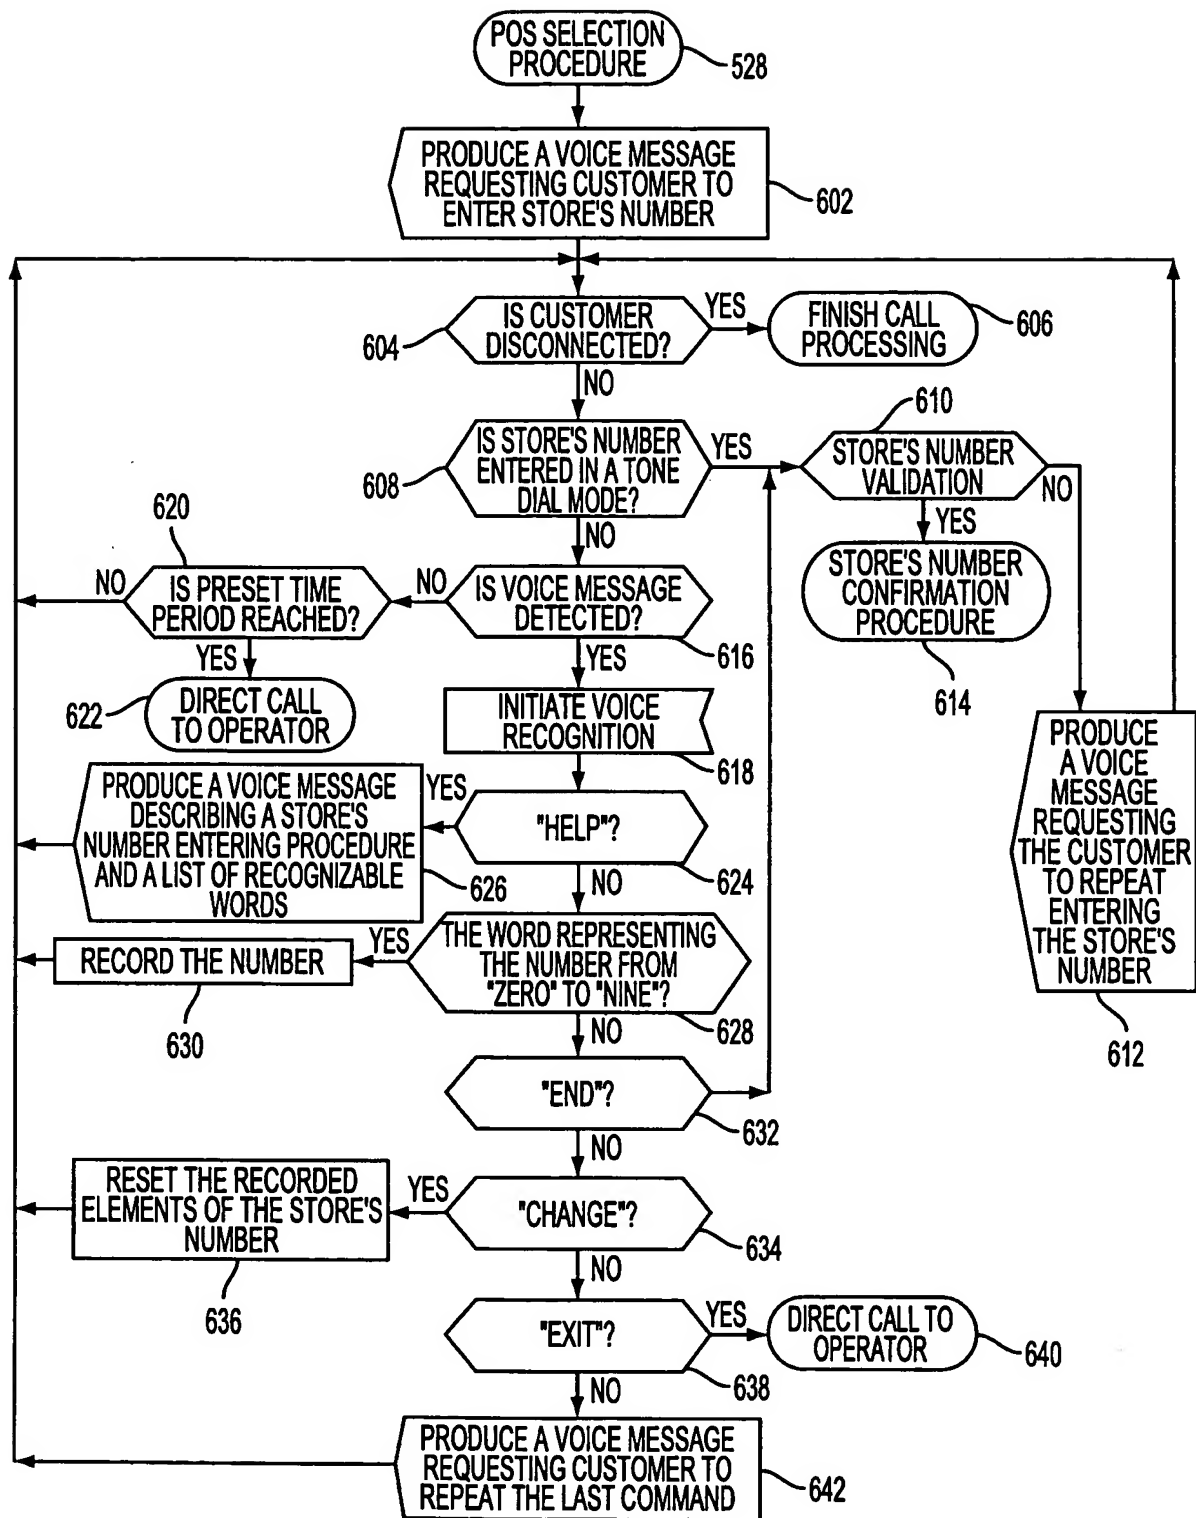 POS SELECTION
PROCEDURE
528
PRODUCE A VOICE MESSAGE
REQUESTING CUSTOMER TO
ENTER STORE'S NUMBER
602
IS CUSTOMER
DISCONNECTED?
604
YES
FINISH CALL
PROCESSING
606
NO
IS STORE'S NUMBER
ENTERED IN A TONE
DIAL MODE?
608
YES
610
STORE'S NUMBER
VALIDATION
NO
YES
STORE'S NUMBER
CONFIRMATION
PROCEDURE
614
NO
620
NO
IS PRESET TIME
PERIOD REACHED?
NO
IS VOICE MESSAGE
DETECTED?
616
YES
622
DIRECT CALL
TO OPERATOR
YES
INITIATE VOICE
RECOGNITION
618
PRODUCE
A VOICE
MESSAGE
REQUESTING
THE CUSTOMER
TO REPEAT
ENTERING
THE STORE'S
NUMBER
612
PRODUCE A VOICE MESSAGE
DESCRIBING A STORE'S
NUMBER ENTERING PROCEDURE
AND A LIST OF RECOGNIZABLE
WORDS
626
YES
"HELP"?
624
NO
RECORD THE NUMBER
630
YES
THE WORD REPRESENTING
THE NUMBER FROM
"ZERO" TO "NINE"?
628
NO
"END"?
632
NO
RESET THE RECORDED
ELEMENTS OF THE STORE'S
NUMBER
636
YES
"CHANGE"?
634
NO
"EXIT"?
638
YES
DIRECT CALL TO
OPERATOR
640
NO
PRODUCE A VOICE MESSAGE
REQUESTING CUSTOMER TO
REPEAT THE LAST COMMAND
642